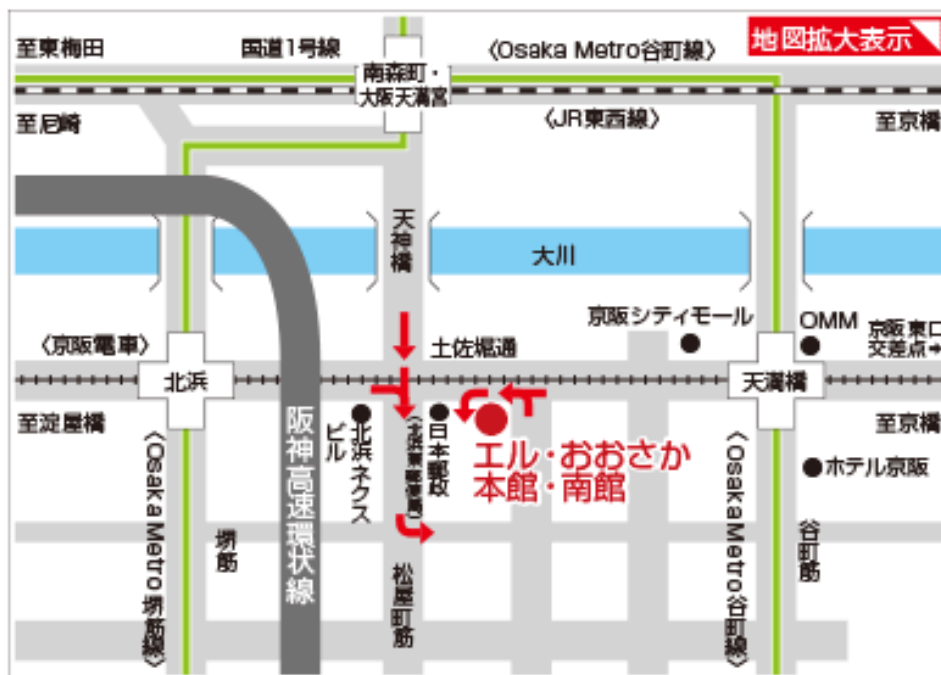 至東梅田
国道1号線
〈Osaka Metro谷町線〉
地図拡大表示
南森町・
大阪天満宮
至尼崎
〈JR東西線〉
至京橋
天神橋
大川
京阪シティモール
OMM
京阪東口
交差点→
〈京阪電車〉
土佐堀通
北浜
天満橋
至淀屋橋
至京橋
阪神高速環状線
北浜ネクス
ビル
〈北浜東郵便局〉
日本郵政
エル・おおさか
本館・南館
ホテル京阪
〈Osaka Metro 堺筋線〉
堺筋
松屋町筋
〈Osaka Metro谷町線〉
谷町筋